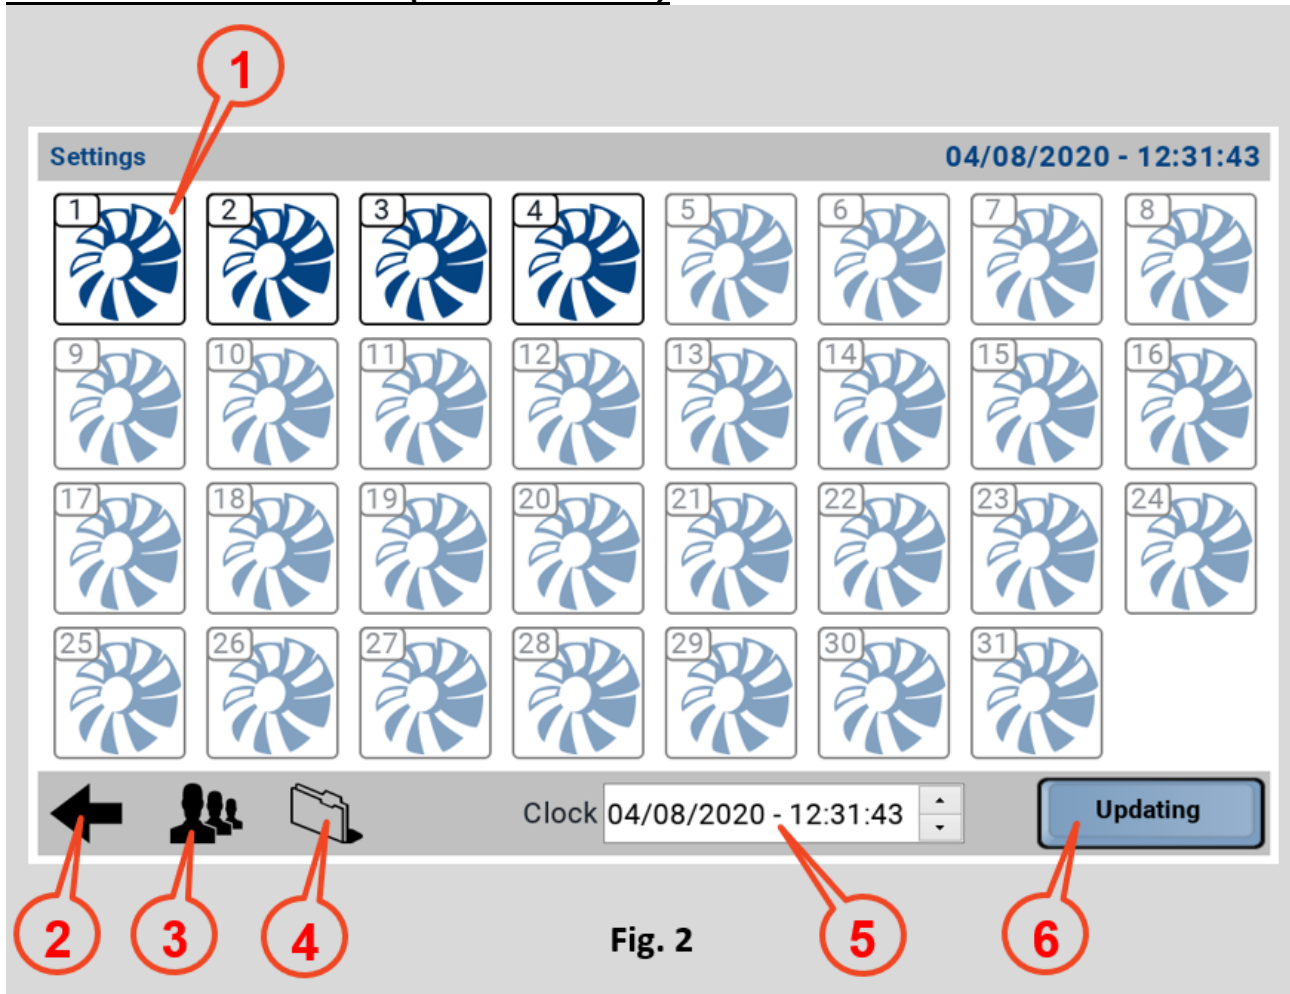 1
Settings 04/08/2020 - 12:31:43
1 2 3 4 5 6 7 8
9 10 11 12 13 14 15 16
17 18 19 20 21 22 23 24
25 26 27 28 29 30 31
Clock 04/08/2020 - 12:31:43 Updating
2 3 4 Fig. 2 5 6